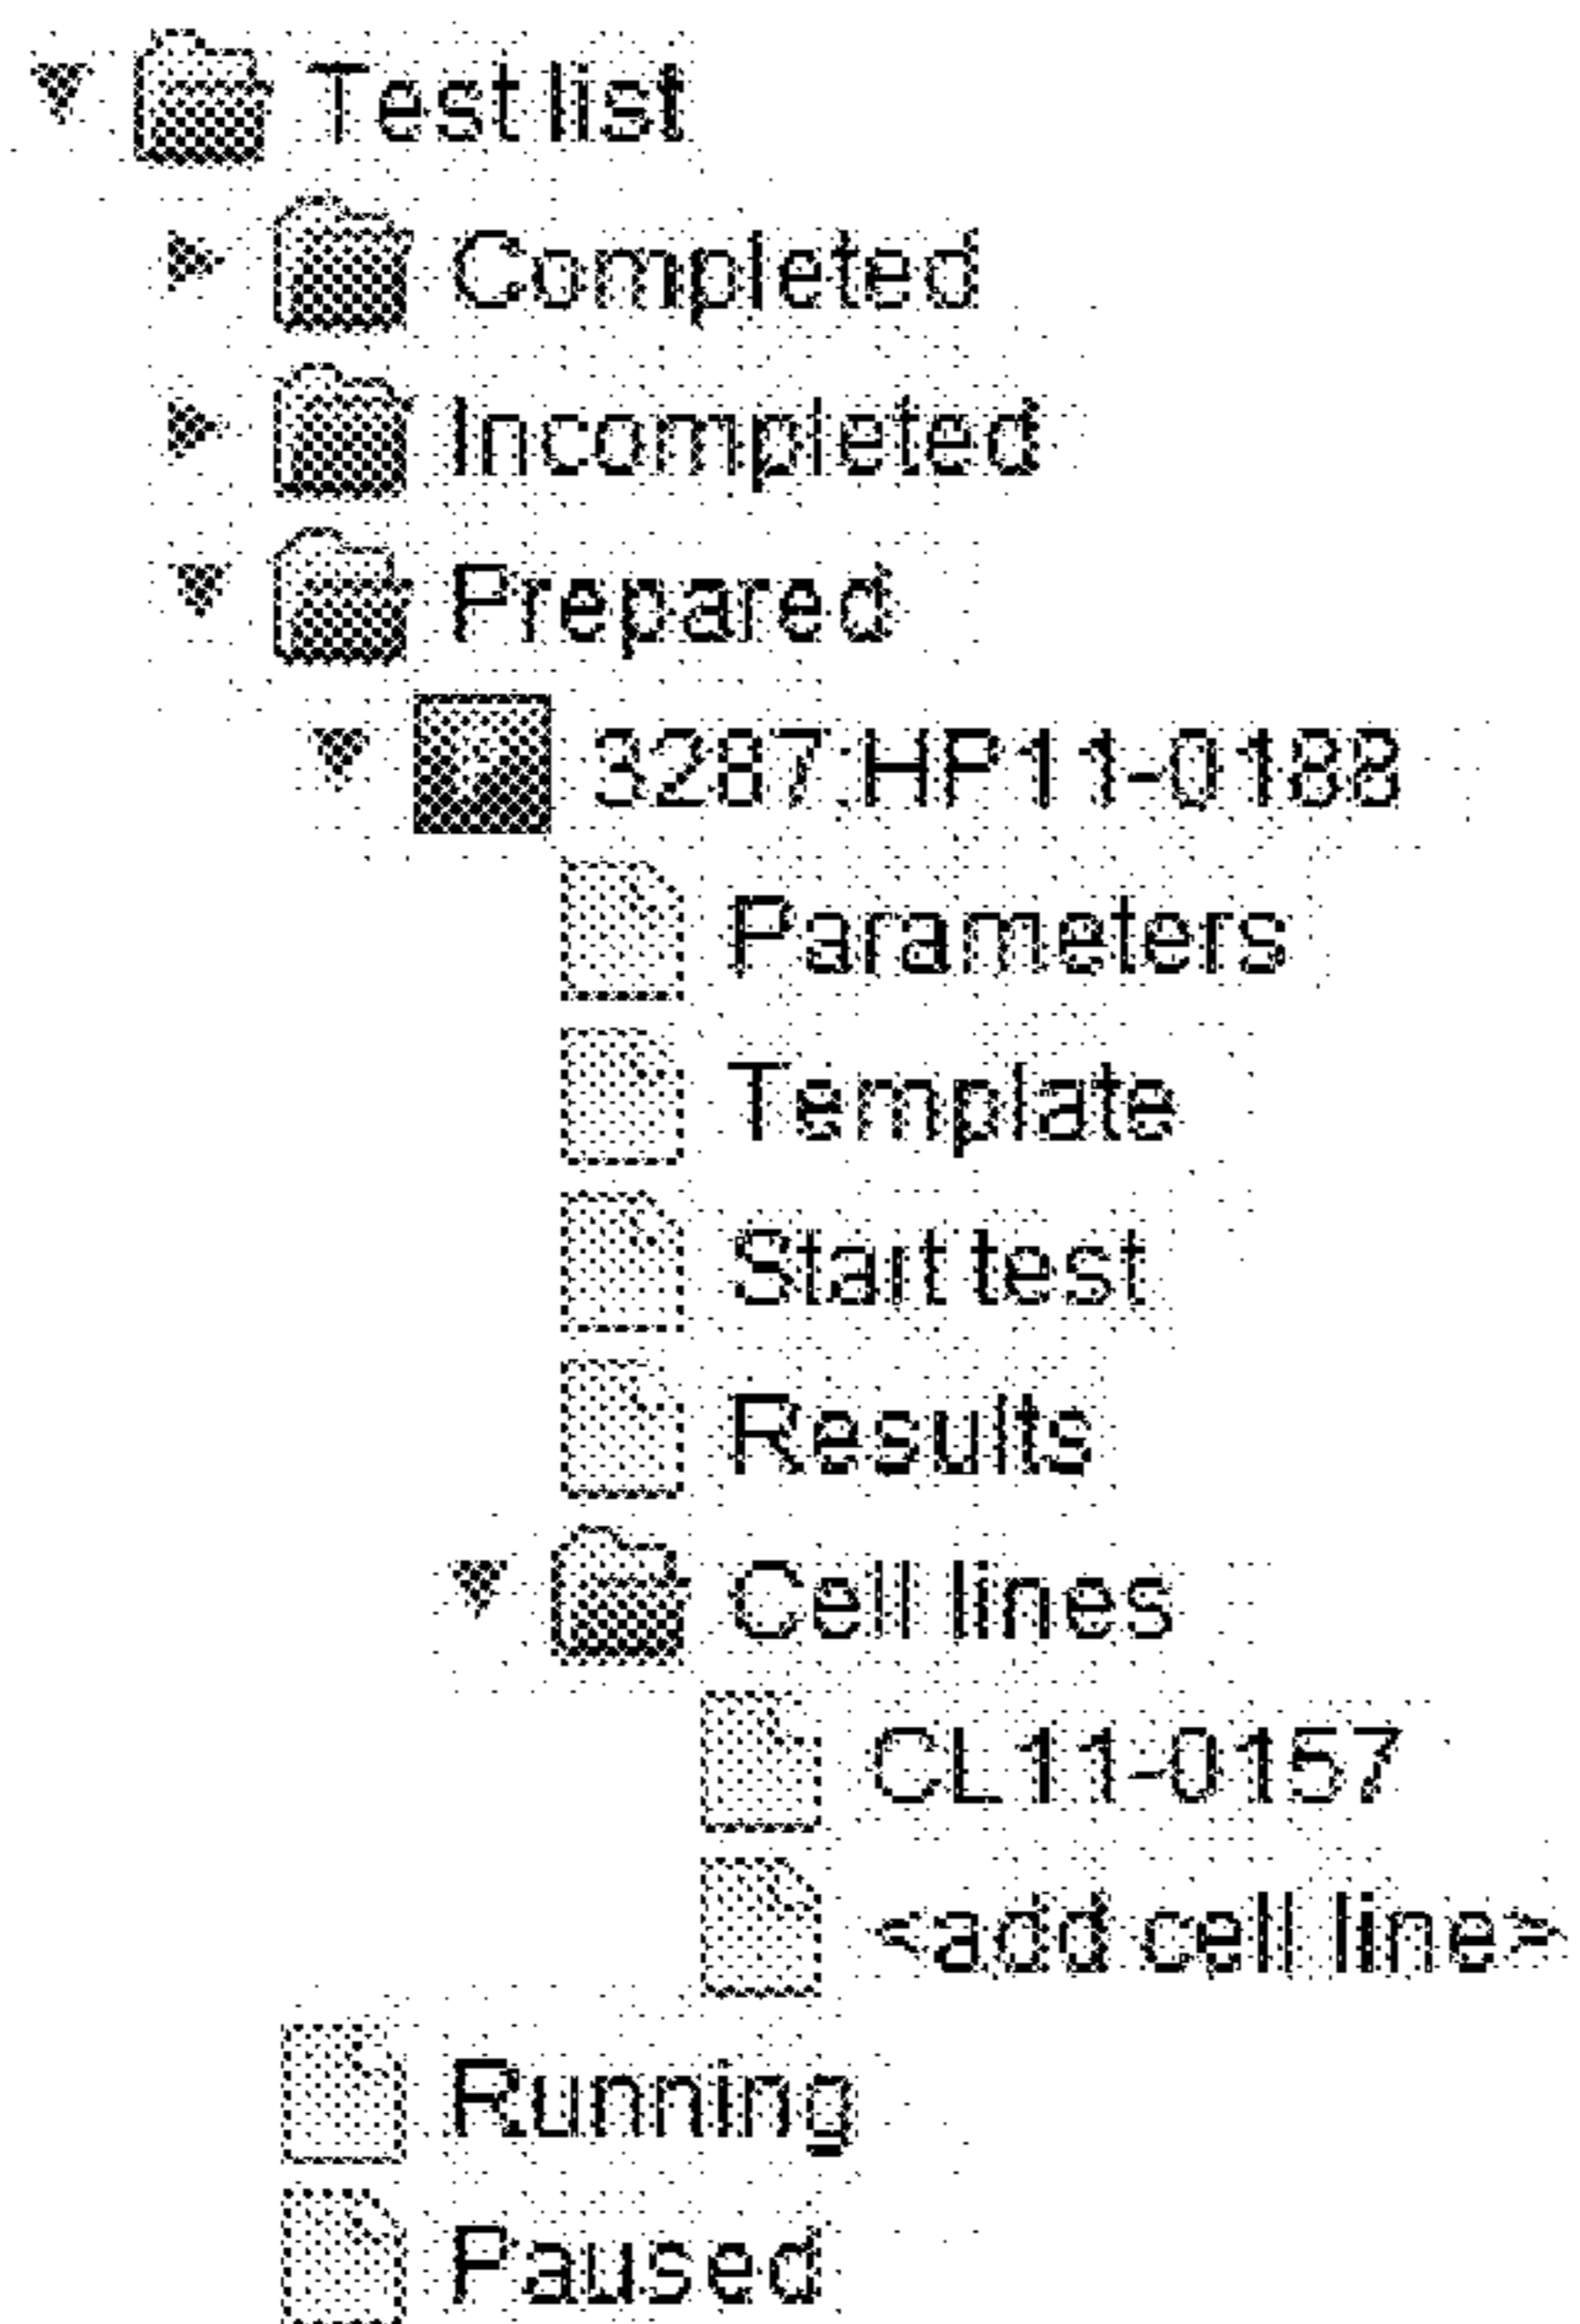 Test list
Completed
Incompleted
Prepared
3287:HP11-0188
Parameters
Template
Start test
Results
Cell lines
CL11-0157
<add cell line>
Running
Paused